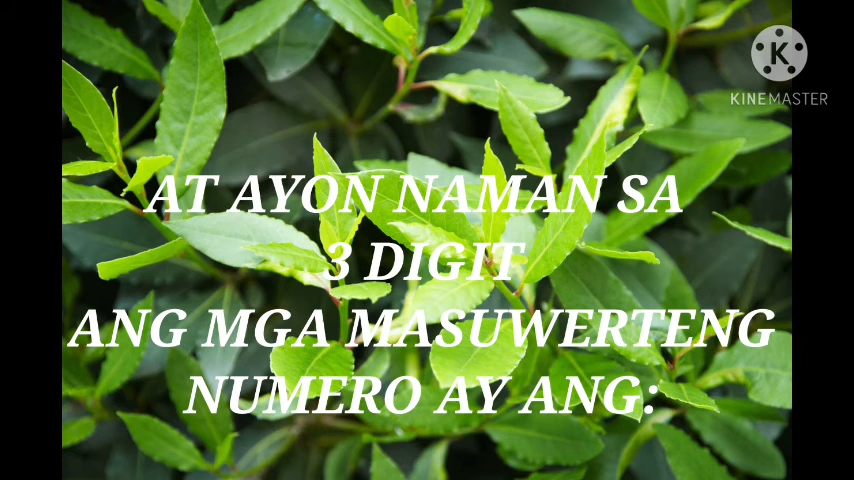 K
KINEMASTER
AT AYON NAMAN SA
3 DIGIT
ANG MGA MASUWERTENG
NUMERO AY ANG: